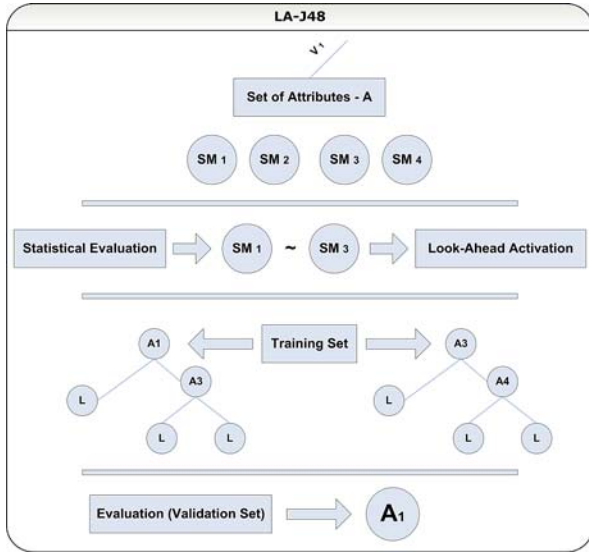 LA-J48
V 1
Set of Attributes - A
SM 1 SM 2 SM 3 SM 4
Statistical Evaluation SM 1 ~ SM 3 Look-Ahead Activation
A1 Training Set A3
L A3 L A4
L L L L
Evaluation (Validation Set) A1